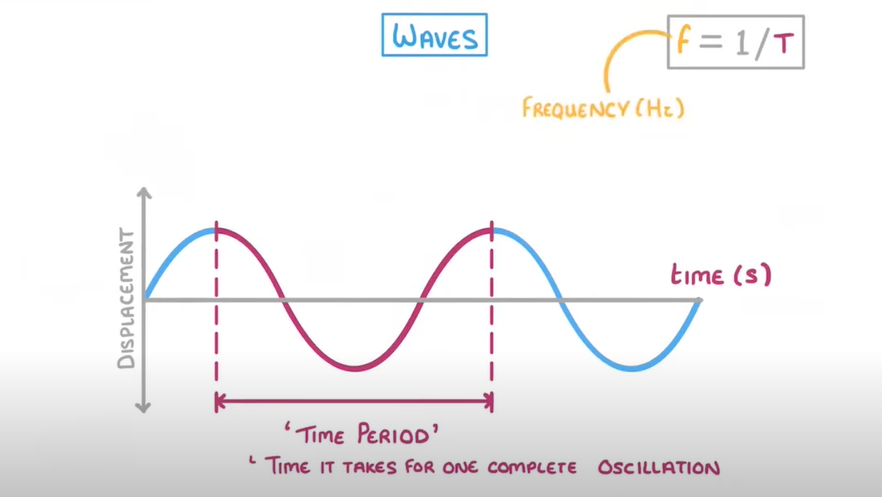 WAVES
f = 1/T
FREQUENCY (Hz)
DISPLACEMENT
TIME (s)
'TIME PERIOD'
' TIME IT TAKES FOR ONE COMPLETE OSCILLATION